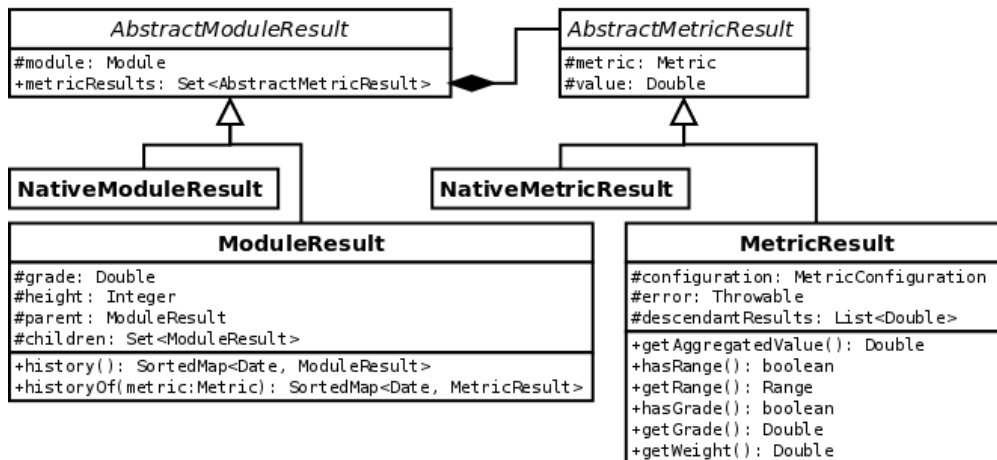 AbstractModuleResult
#module: Module
+metricResults: Set<AbstractMetricResult>
AbstractMetricResult
#metric: Metric
#value: Double
NativeModuleResult
NativeMetricResult
ModuleResult
#grade: Double
#height: Integer
#parent: ModuleResult
#children: Set<ModuleResult>
+history(): SortedMap<Date, ModuleResult>
+historyOf(metric:Metric): SortedMap<Date, MetricResult>
MetricResult
#configuration: MetricConfiguration
#error: Throwable
#descendantResults: List<Double>
+getAggregatedValue(): Double
+hasRange(): boolean
+getRange(): Range
+hasGrade(): boolean
+getGrade(): Double
+getWeight(): Double